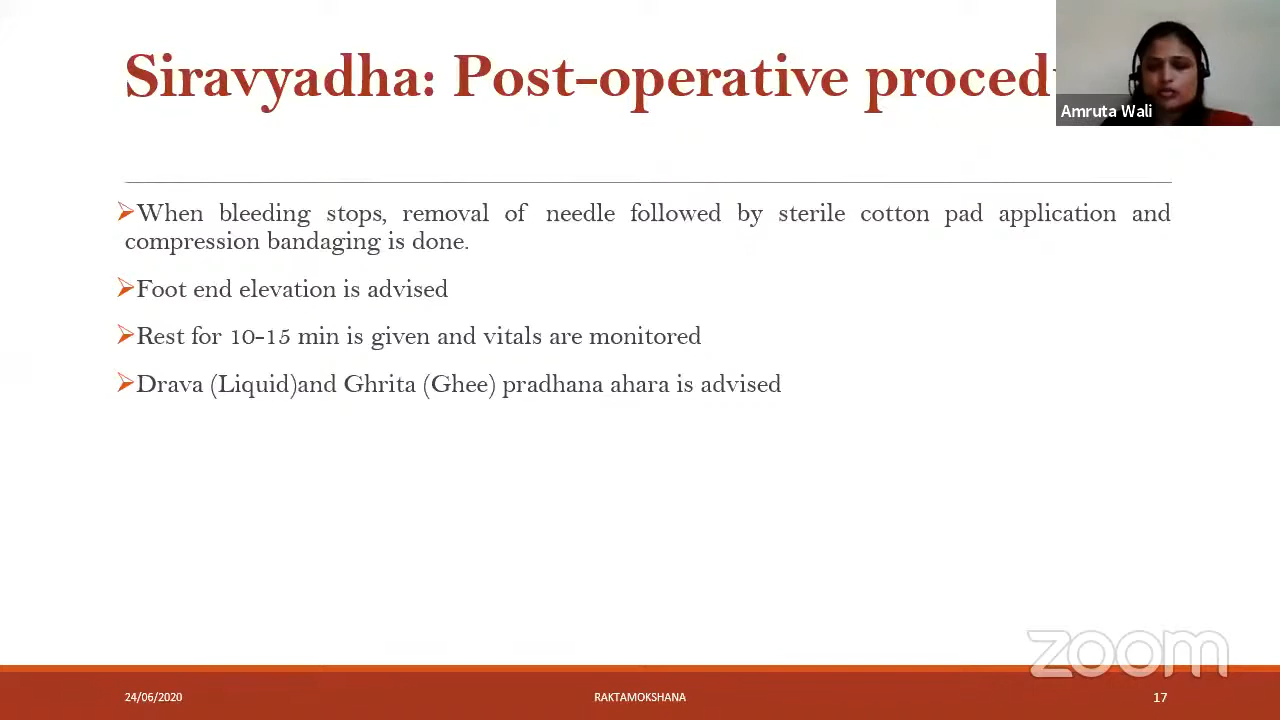 Siravyadha: Post-operative
Amruta Wali
➢When bleeding stops, removal of needle followed by sterile cotton pad application and
compression bandaging is done.
➢Foot end elevation is advised
➢Rest for 10-15 min is given and vitals are monitored
➢Drava (Liquid)and Ghrita (Ghee) pradhana ahara is advised
zoom
24/06/2020 RAKTAMOKSHANA 17